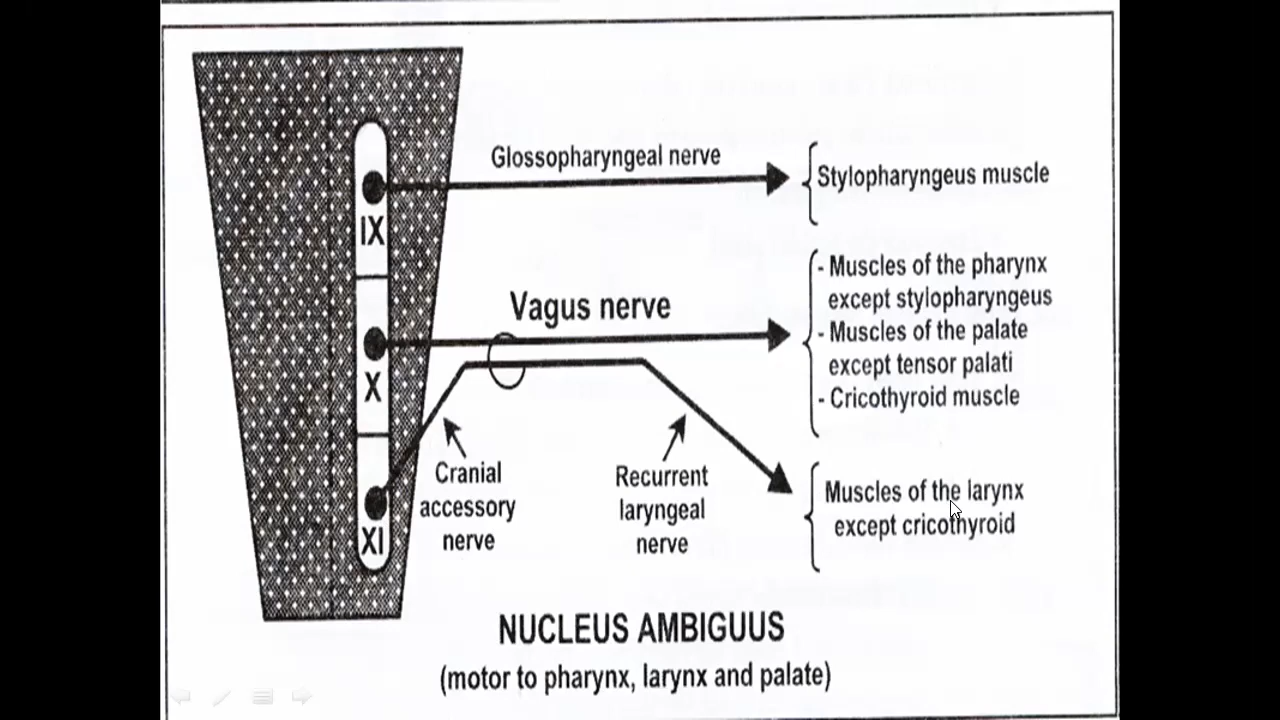 Glossopharyngeal nerve
Stylopharyngeus muscle
IX
- Muscles of the pharynx
except stylopharyngeus
- Muscles of the palate
except tensor palati
- Cricothyroid muscle
Vagus nerve
X
Cranial
accessory
nerve
Recurrent
laryngeal
nerve
Muscles of the larynx
except cricothyroid
XI
NUCLEUS AMBIGUUS
(motor to pharynx, larynx and palate)